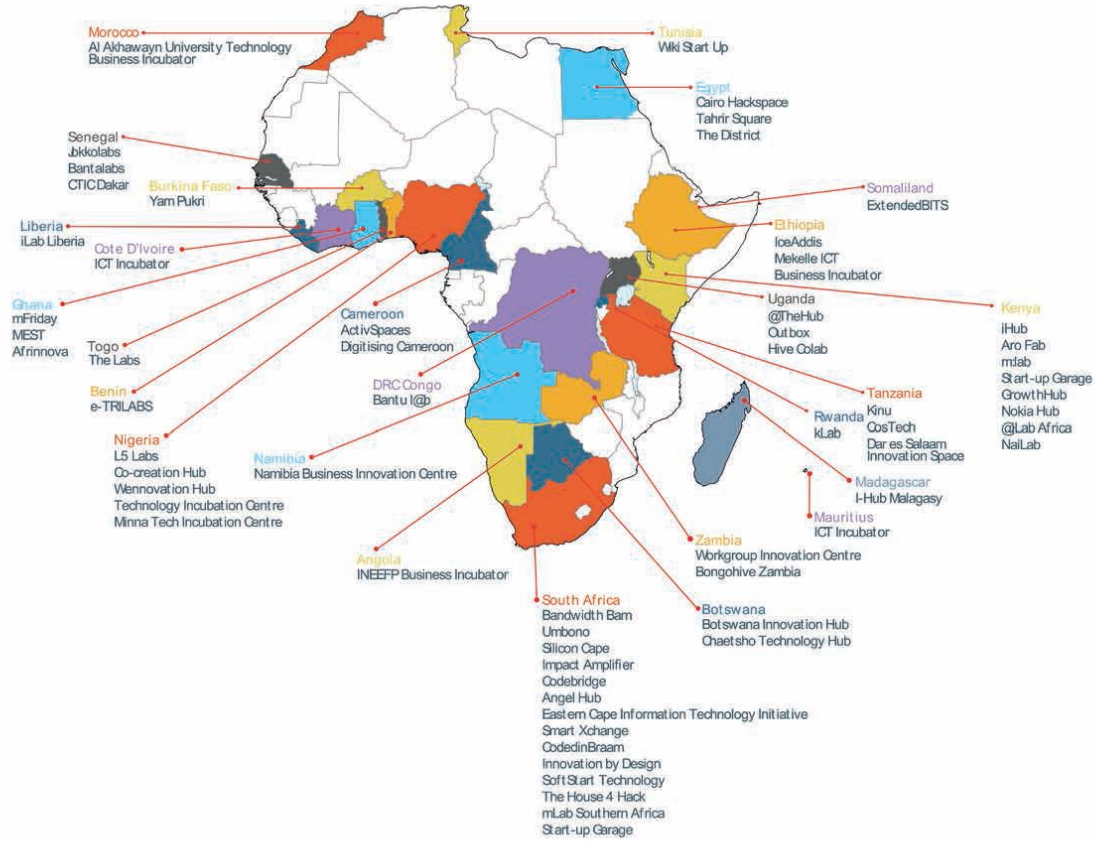 Morocco
Al Akhawayn University Technology
Business Incubator
Tunisia
Wiki Start Up
Egypt
Cairo Hackspace
Tahrir Square
The District
Senegal
Jokkolabs
Bantalabs
CTIC Dakar
Burkina Faso
Yam Pukri
Liberia
iLab Liberia
Cote D'Ivoire
ICT Incubator
Ghana
mFriday
MEST
Afrinnova
Togo
The Labs
Benin
e-TRILABS
Nigeria
L5 Labs
Co-creation Hub
Wennovation Hub
Technology Incubation Centre
Minna Tech Incubation Centre
Cameroon
ActivSpaces
Digitising Cameroon
DRC Congo
Bantu l@b
Namibia
Namibia Business Innovation Centre
Angola
INEEFP Business Incubator
Somaliland
ExtendedBITS
Ethiopia
IceAddis
Mekelle ICT
Business Incubator
Uganda
@TheHub
Outbox
Hive Colab
Kenya
iHub
Aro Fab
m:lab
Start-up Garage
GrowthHub
Nokia Hub
@iLab Africa
NaiLab
Tanzania
Kinu
CosTech
Dar es Salaam
Innovation Space
Rwanda
kLab
Madagascar
I-Hub Malagasy
Mauritius
ICT Incubator
Zambia
Workgroup Innovation Centre
Bongohive Zambia
Botswana
Botswana Innovation Hub
Chaetsho Technology Hub
South Africa
Bandwidth Barn
Umbono
Silicon Cape
Impact Amplifier
Codebridge
Angel Hub
Eastern Cape Information Technology Initiative
Smart Xchange
CodedinBraam
Innovation by Design
SoftStart Technology
The House 4 Hack
mLab Southern Africa
Start-up Garage